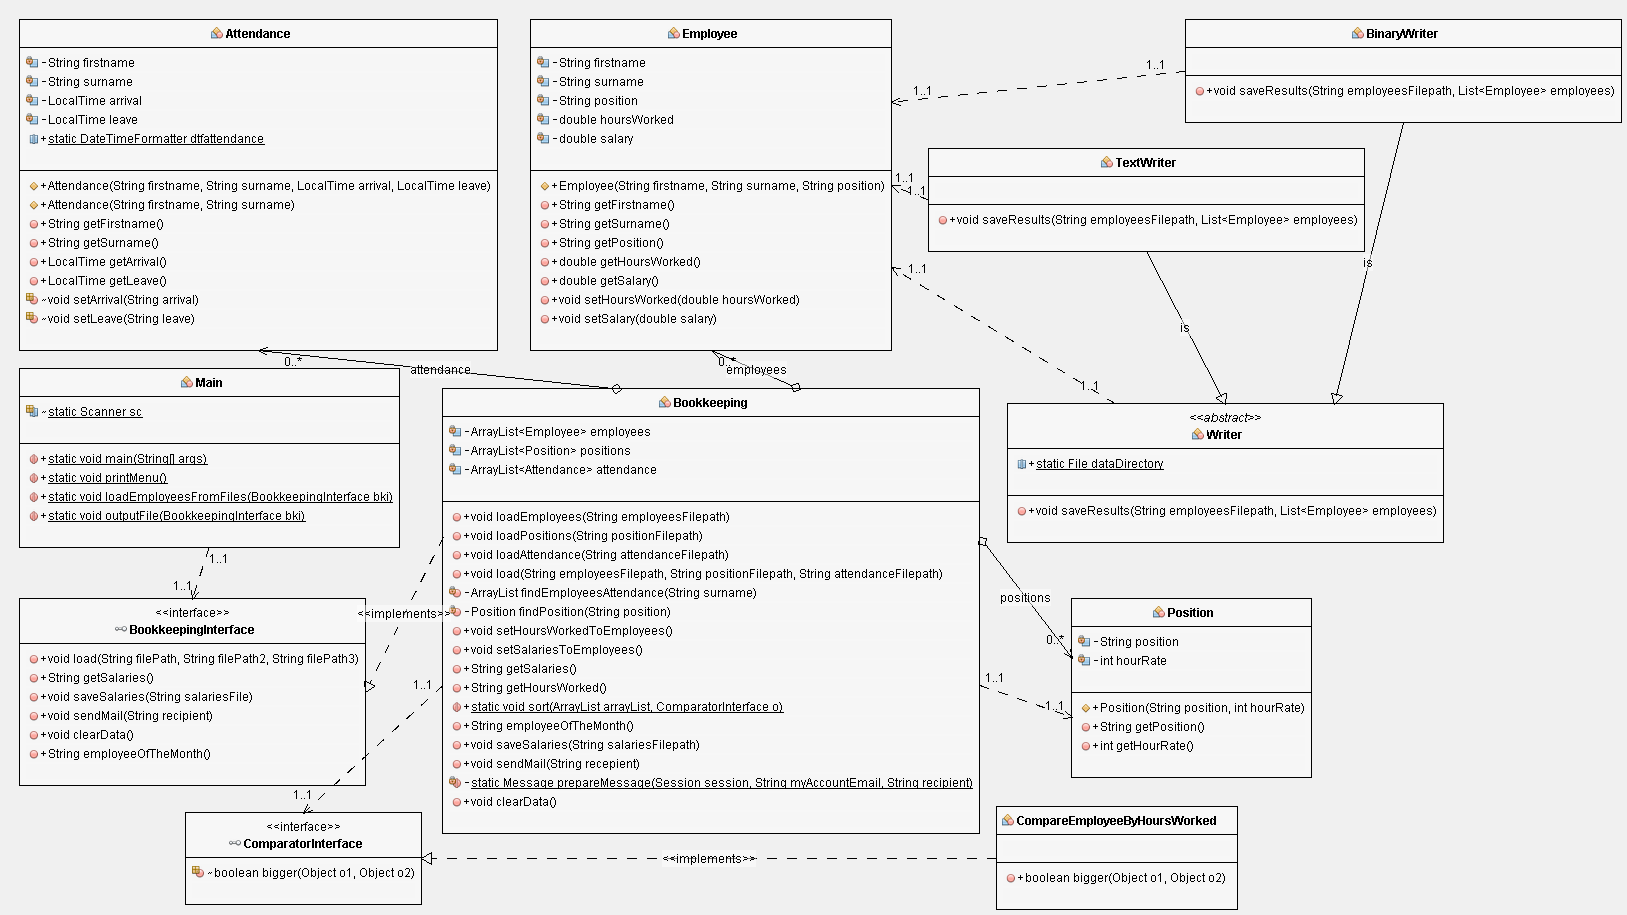 Attendance
- String firstname
- String surname
- LocalTime arrival
- LocalTime leave
+ static DateTimeFormatter dtfattendance
+ Attendance(String firstname, String surname, LocalTime arrival, LocalTime leave)
+ Attendance(String firstname, String surname)
+ String getFirstname()
+ String getSurname()
+ LocalTime getArrival()
+ LocalTime getLeave()
~ void setArrival(String arrival)
~ void setLeave(String leave)
Employee
- String firstname
- String surname
- String position
- double hoursWorked
- double salary
+ Employee(String firstname, String surname, String position)
+ String getFirstname()
+ String getSurname()
+ String getPosition()
+ double getHoursWorked()
+ double getSalary()
+ void setHoursWorked(double hoursWorked)
+ void setSalary(double salary)
BinaryWriter
+ void saveResults(String employeesFilepath, List<Employee> employees)
1..1
1..1
TextWriter
+ void saveResults(String employeesFilepath, List<Employee> employees)
1..1
1..1
1..1
1..1
is
is
0..*
attendance
0..*
employees
Main
~ static Scanner sc
+ static void main(String[] args)
+ static void printMenu()
+ static void loadEmployeesFromFiles(BookkeepingInterface bki)
+ static void outputFile(BookkeepingInterface bki)
1..1
1..1
Bookkeeping
- ArrayList<Employee> employees
- ArrayList<Position> positions
- ArrayList<Attendance> attendance
+ void loadEmployees(String employeesFilepath)
+ void loadPositions(String positionFilepath)
+ void loadAttendance(String attendanceFilepath)
+ void load(String employeesFilepath, String positionFilepath, String attendanceFilepath)
- ArrayList findEmployeesAttendance(String surname)
- Position findPosition(String position)
+ void setHoursWorkedToEmployees()
+ void setSalariesToEmployees()
+ String getSalaries()
+ String getHoursWorked()
+ static void sort(ArrayList arrayList, ComparatorInterface o)
+ String employeeOfTheMonth()
+ void saveSalaries(String salariesFilepath)
+ void sendMail(String recepient)
- static Message prepareMessage(Session session, String myAccountEmail, String recipient)
+ void clearData()
<<abstract>>
Writer
+ static File dataDirectory
+ void saveResults(String employeesFilepath, List<Employee> employees)
<<interface>>
BookkeepingInterface
+ void load(String filePath, String filePath2, String filePath3)
+ String getSalaries()
+ void saveSalaries(String salariesFile)
+ void sendMail(String recipient)
+ void clearData()
+ String employeeOfTheMonth()
<<implements>>
1..1
1..1
positions
0..*
1..1
1..1
Position
- String position
- int hourRate
+ Position(String position, int hourRate)
+ String getPosition()
+ int getHourRate()
<<interface>>
ComparatorInterface
~ boolean bigger(Object o1, Object o2)
<<implements>>
CompareEmployeeByHoursWorked
+ boolean bigger(Object o1, Object o2)